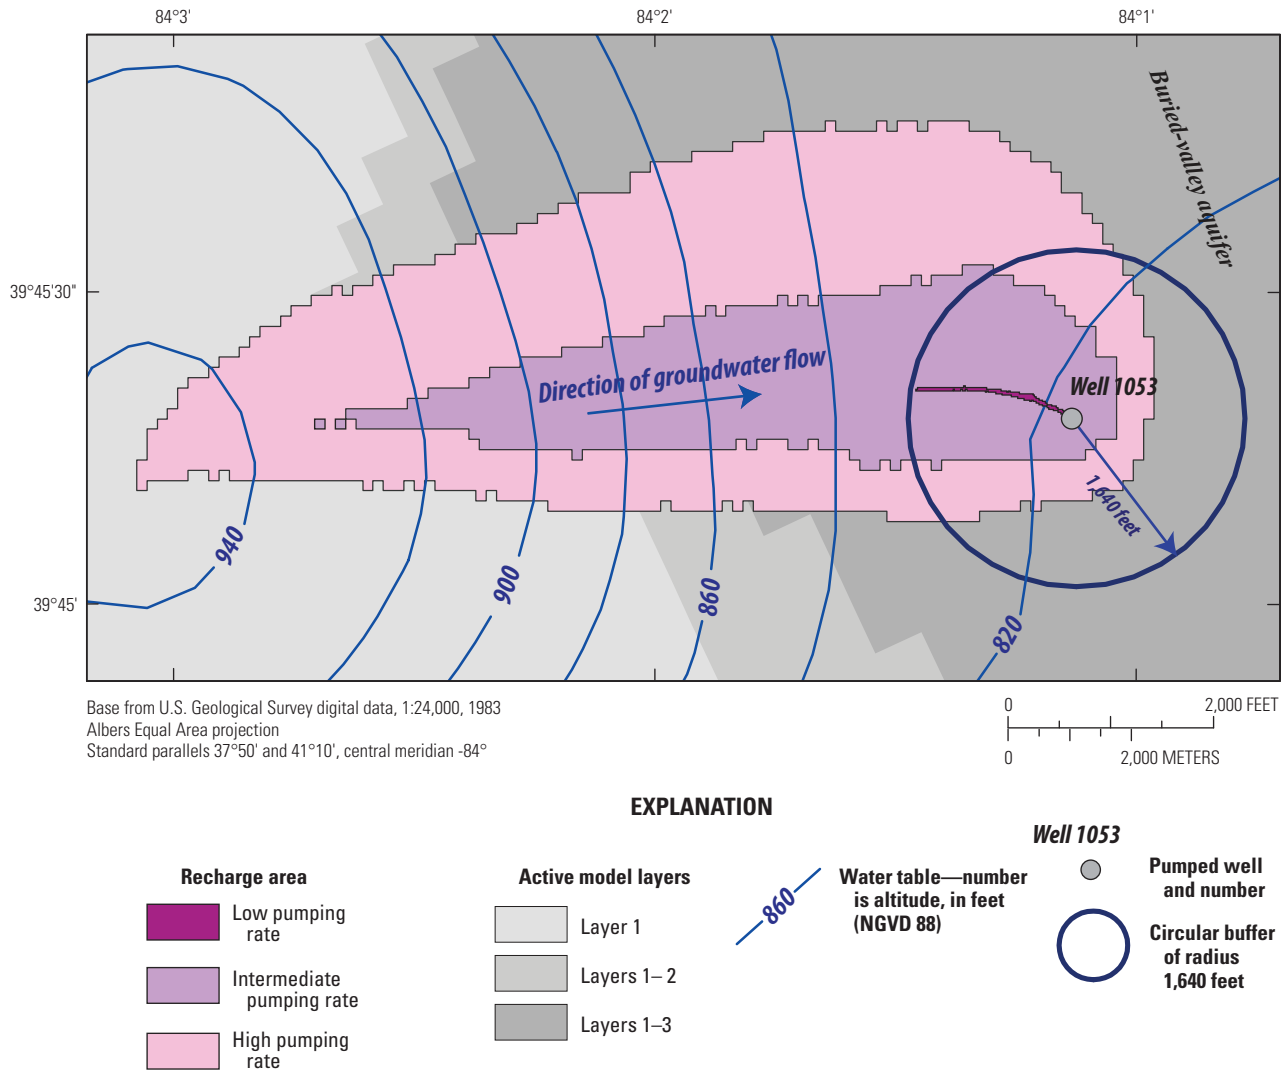 84°3'
84°2'
84°1'
Buried-valley aquifer
39°45'30"
Direction of groundwater flow
Well 1053
1,640 feet
940
900
860
820
39°45'
Base from U.S. Geological Survey digital data, 1:24,000, 1983
Albers Equal Area projection
Standard parallels 37°50' and 41°10', central meridian -84°
0
2,000 FEET
0
2,000 METERS
EXPLANATION
Recharge area
Low pumping
rate
Intermediate
pumping rate
High pumping
rate
Active model layers
Layer 1
Layers 1– 2
Layers 1–3
860
Water table—number
is altitude, in feet
(NGVD 88)
Well 1053
Pumped well
and number
Circular buffer
of radius
1,640 feet